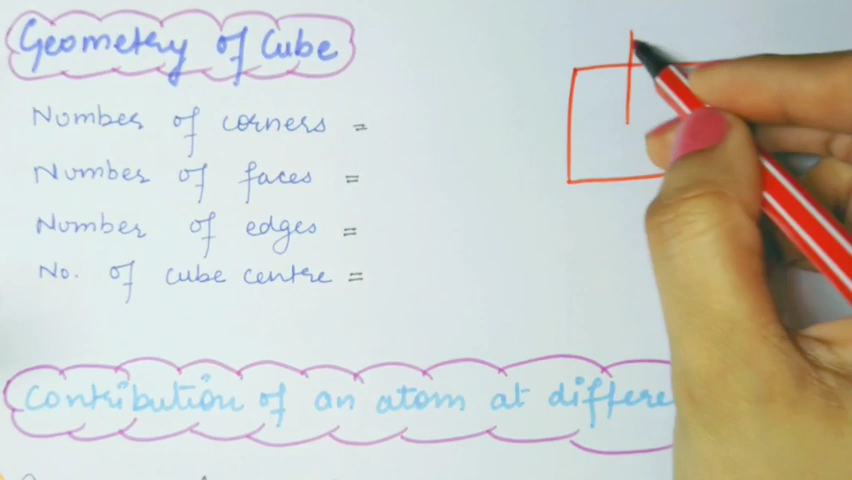 Geometry of Cube
Number of corners =
Number of faces =
Number of edges =
No. of cube centre =
Contribution of an atom at differe